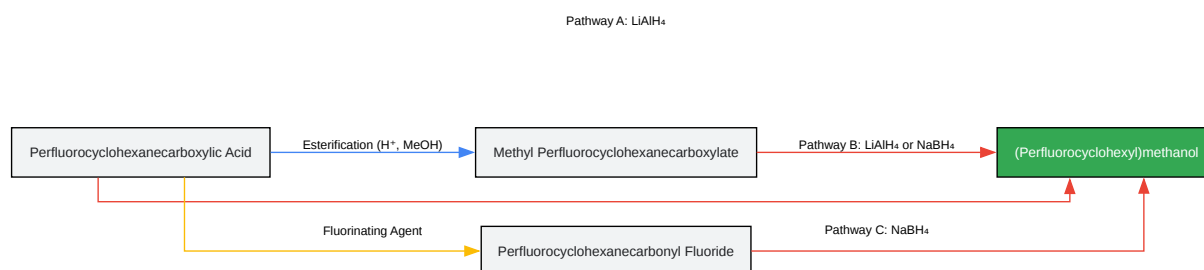 Pathway A: LiAlH₄
Esterification (H⁺, MeOH)
Pathway B: LiAlH₄ or NaBH₄
Perfluorocyclohexanecarboxylic Acid
Methyl Perfluorocyclohexanecarboxylate
(Perfluorocyclohexyl)methanol
Fluorinating Agent
Pathway C: NaBH₄
Perfluorocyclohexanecarbonyl Fluoride